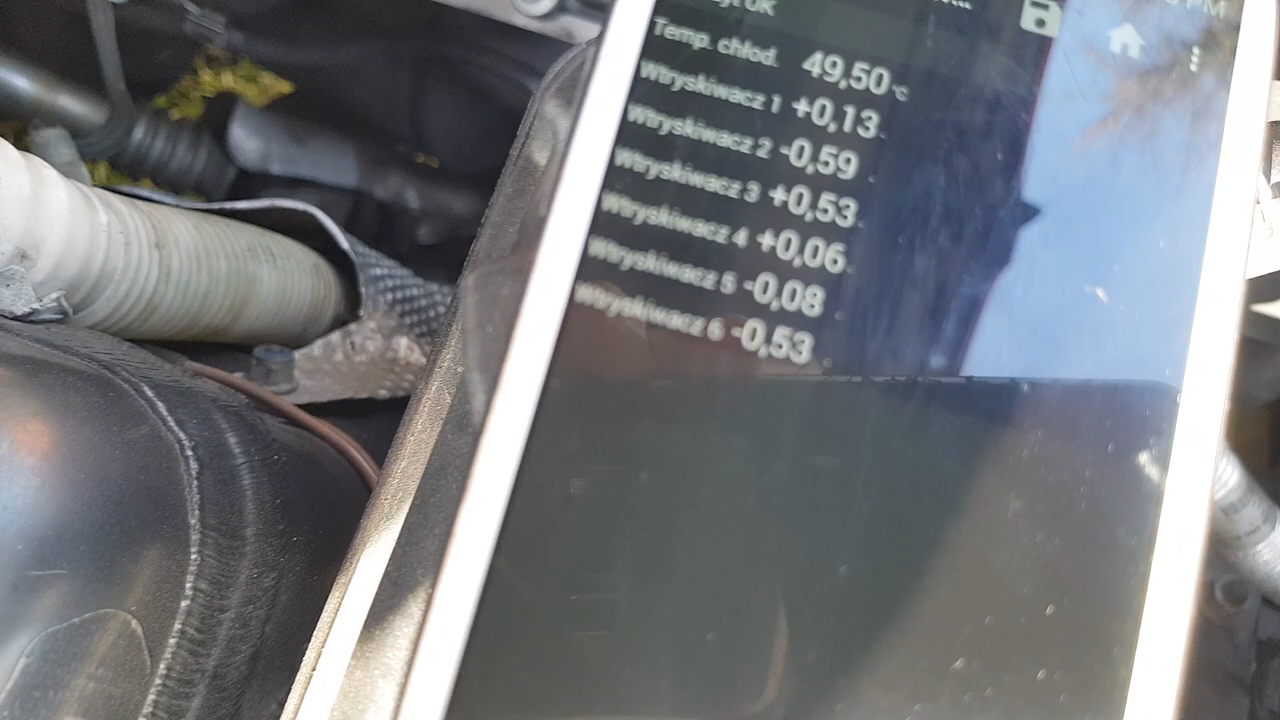 Temp. chłod. 49,50 °C
Wtryskiwacz 1 +0,13
Wtryskiwacz 2 -0,59
Wtryskiwacz 3 +0,53
Wtryskiwacz 4 +0,06
Wtryskiwacz 5 -0,08
Wtryskiwacz 6 -0,53